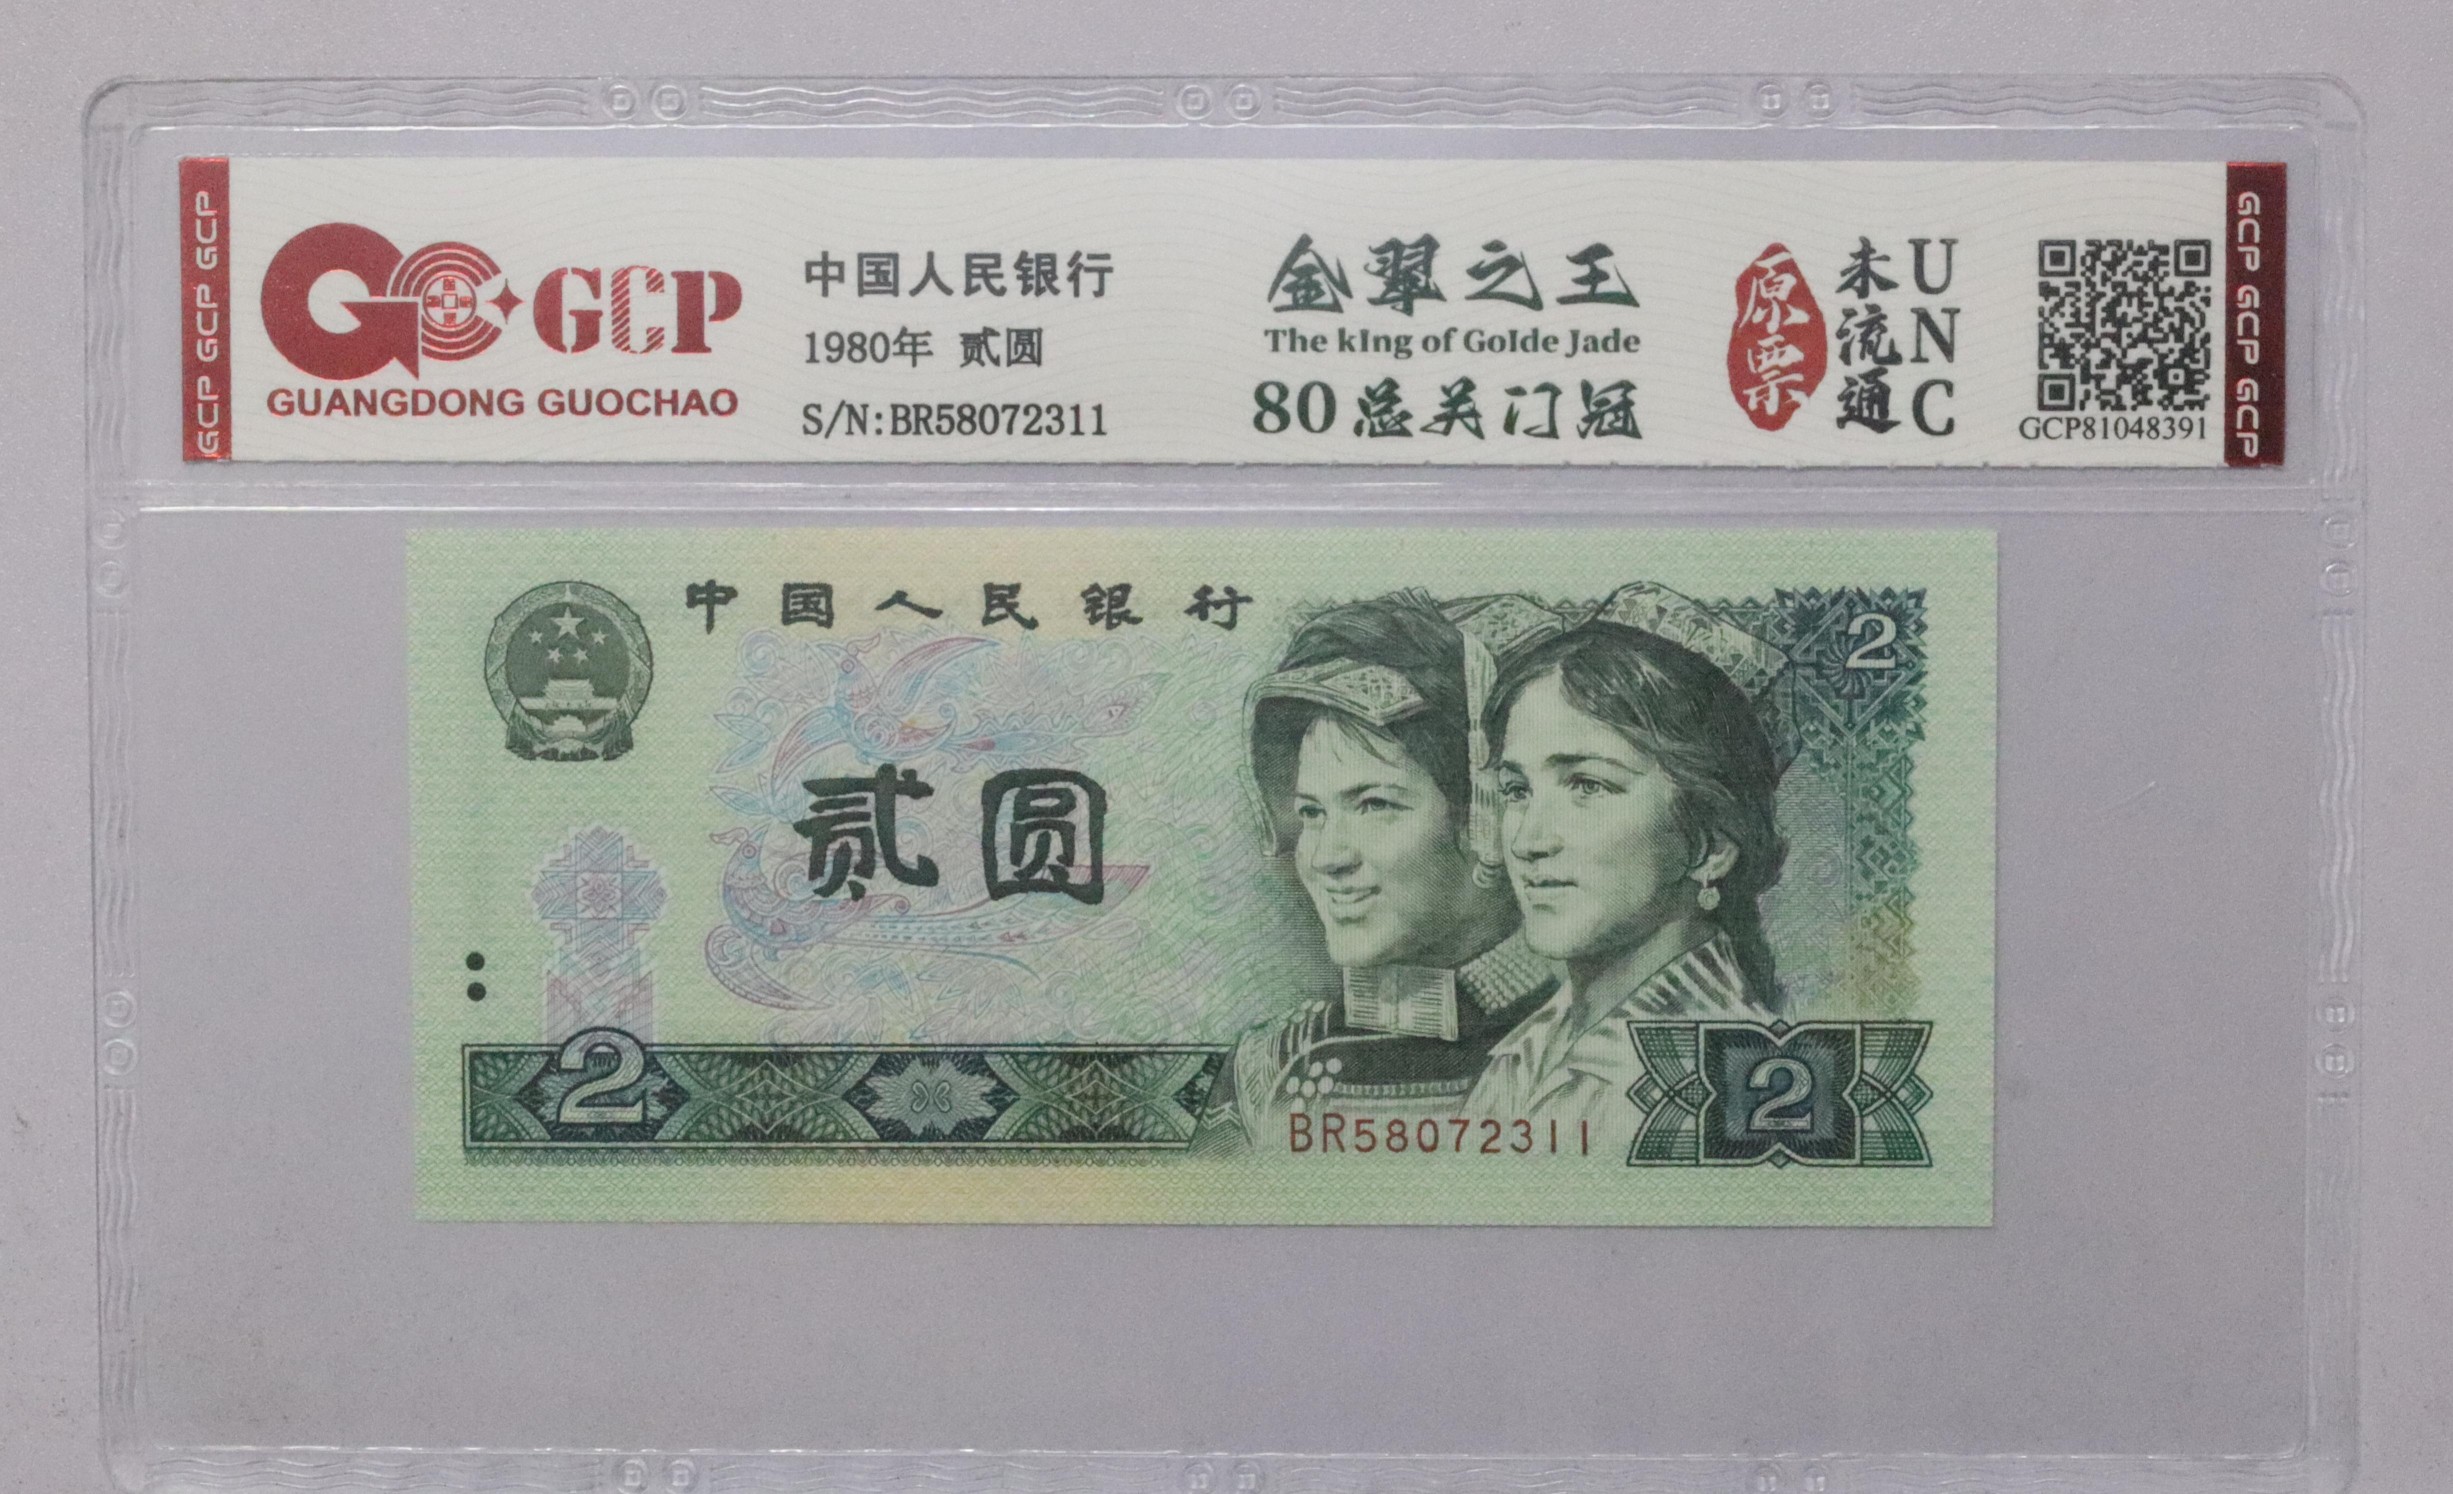 GCP GCP GCP
GCP
GUANGDONG GUOCHAO
中国人民银行
1980年 贰圆
S/N:BR58072311
金翠之王
The kIng of GoIde Jade
80总关门冠
原票
未流通
UNC
GCP81048391
GCP GCP GCP
中国人民银行
2
贰圆
2
BR58072311
2